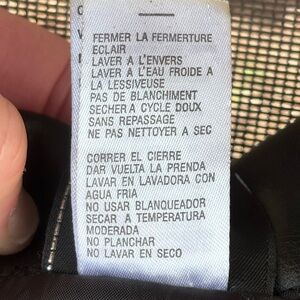 FERMER LA FERMETURE
ECLAIR
LAVER A L'ENVERS
LAVER A L'EAU FROIDE A
LA LESSIVEUSE
PAS DE BLANCHIMENT
SECHER A CYCLE DOUX
SANS REPASSAGE
NE PAS NETTOYER A SEC
CORRER EL CIERRE
DAR VUELTA LA PRENDA
LAVAR EN LAVADORA CON
AGUA FRIA
NO USAR BLANQUEADOR
SECAR A TEMPERATURA
MODERADA
NO PLANCHAR
NO LAVAR EN SECO